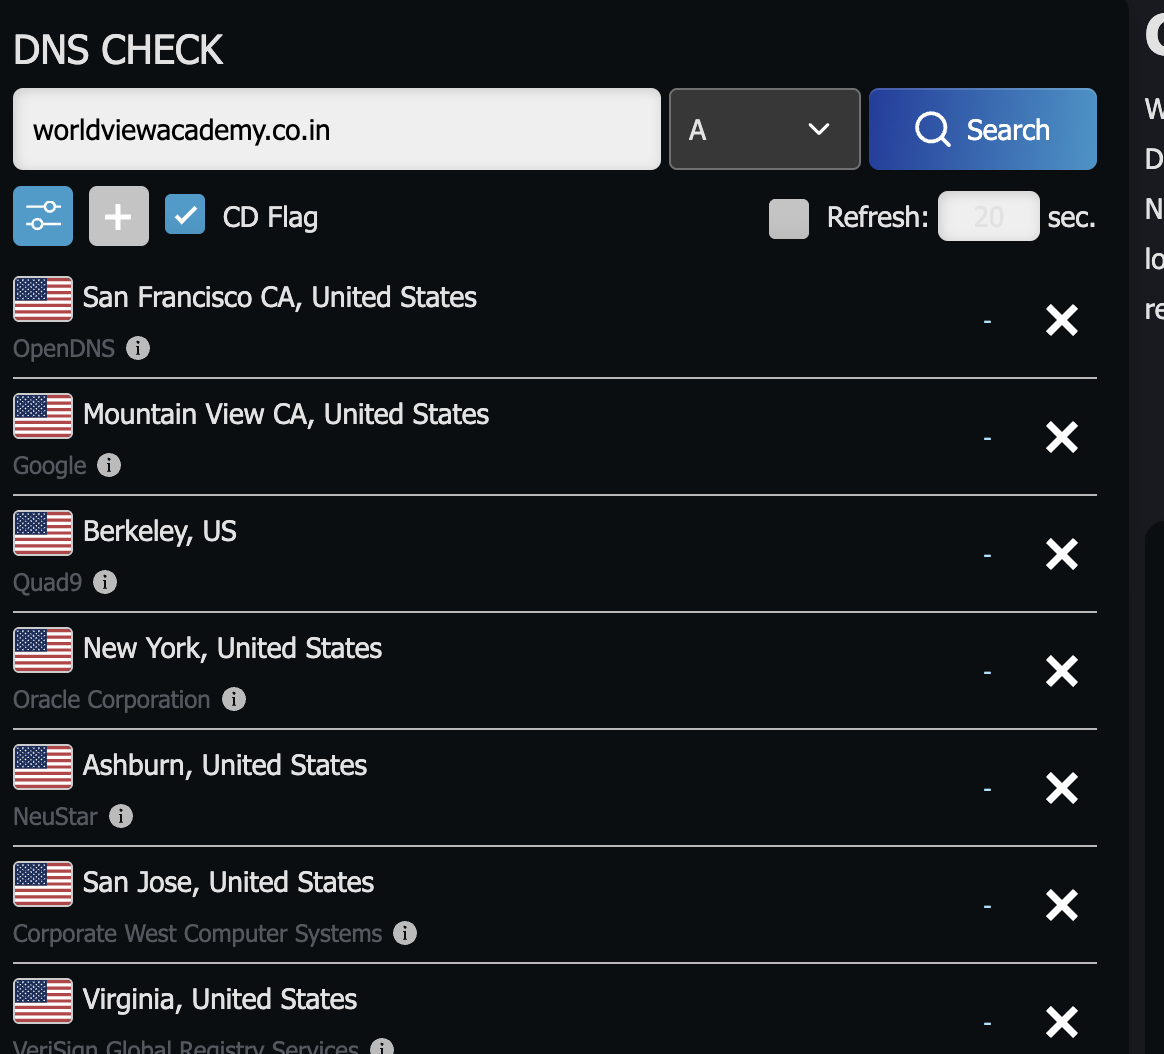 DNS CHECK
worldviewacademy.co.in
A
Search
CD Flag
Refresh: 20 sec.
San Francisco CA, United States
-
OpenDNS
Mountain View CA, United States
-
Google
Berkeley, US
-
Quad9
New York, United States
-
Oracle Corporation
Ashburn, United States
-
NeuStar
San Jose, United States
-
Corporate West Computer Systems
Virginia, United States
-
VeriSign Global Registry Services